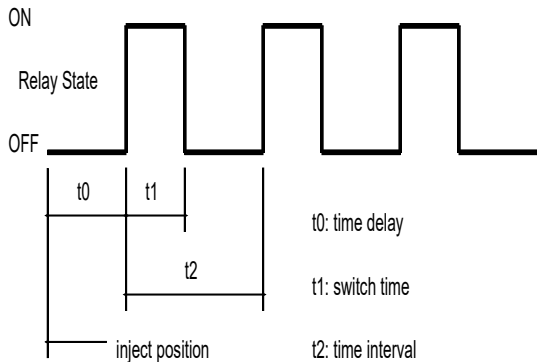 ON
Relay State
OFF
t0
t1
t0: time delay
t2
t1: switch time
inject position
t2: time interval